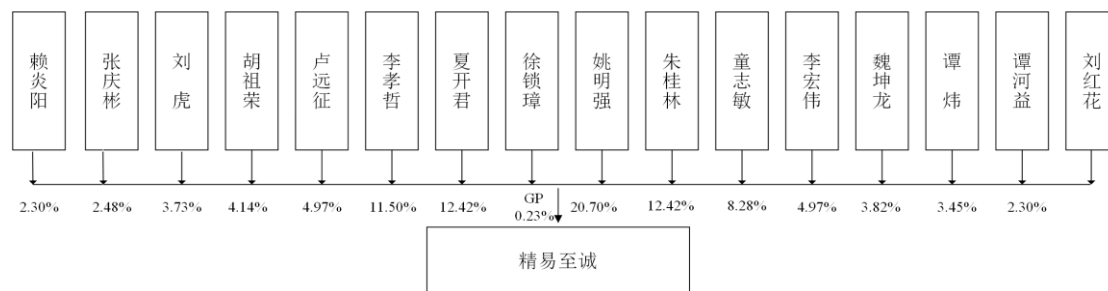 赖炎阳
张庆彬
刘虎
胡祖荣
卢远征
李孝哲
夏开君
徐锁璋
姚明强
朱桂林
童志敏
李宏伟
魏坤龙
谭炜
谭河益
刘红花
2.30%
2.48%
3.73%
4.14%
4.97%
11.50%
12.42%
GP
0.23%
20.70%
12.42%
8.28%
4.97%
3.82%
3.45%
2.30%
精易至诚